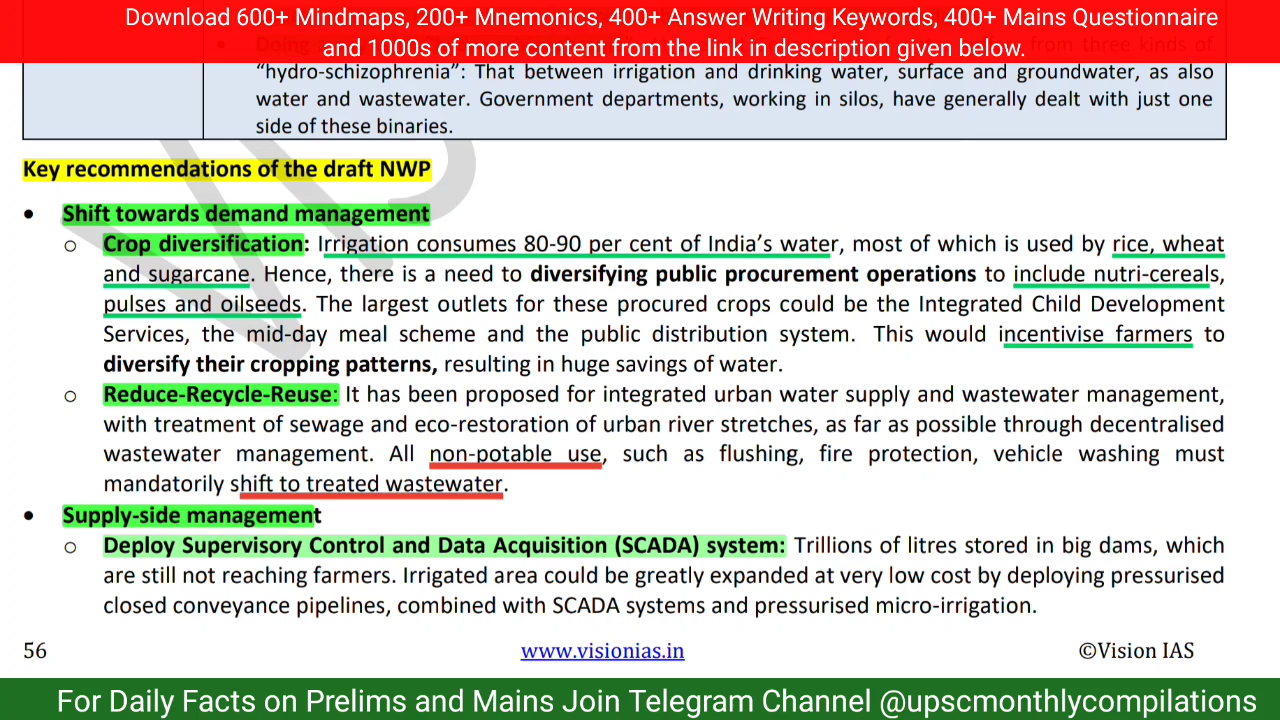 Download 600+ Mindmaps, 200+ Mnemonics, 400+ Answer Writing Keywords, 400+ Mains Questionnaire
and 1000s of more content from the link in description given below.
from three kinds of
“hydro-schizophrenia”: That between irrigation and drinking water, surface and groundwater, as also
water and wastewater. Government departments, working in silos, have generally dealt with just one
side of these binaries.
Key recommendations of the draft NWP
• Shift towards demand management
o Crop diversification: Irrigation consumes 80-90 per cent of India’s water, most of which is used by rice, wheat
and sugarcane. Hence, there is a need to diversifying public procurement operations to include nutri-cereals,
pulses and oilseeds. The largest outlets for these procured crops could be the Integrated Child Development
Services, the mid-day meal scheme and the public distribution system. This would incentivise farmers to
diversify their cropping patterns, resulting in huge savings of water.
o Reduce-Recycle-Reuse: It has been proposed for integrated urban water supply and wastewater management,
with treatment of sewage and eco-restoration of urban river stretches, as far as possible through decentralised
wastewater management. All non-potable use, such as flushing, fire protection, vehicle washing must
mandatorily shift to treated wastewater.
• Supply-side management
o Deploy Supervisory Control and Data Acquisition (SCADA) system: Trillions of litres stored in big dams, which
are still not reaching farmers. Irrigated area could be greatly expanded at very low cost by deploying pressurised
closed conveyance pipelines, combined with SCADA systems and pressurised micro-irrigation.
56 www.visionias.in ©Vision IAS
For Daily Facts on Prelims and Mains Join Telegram Channel @upscmonthlycompilations